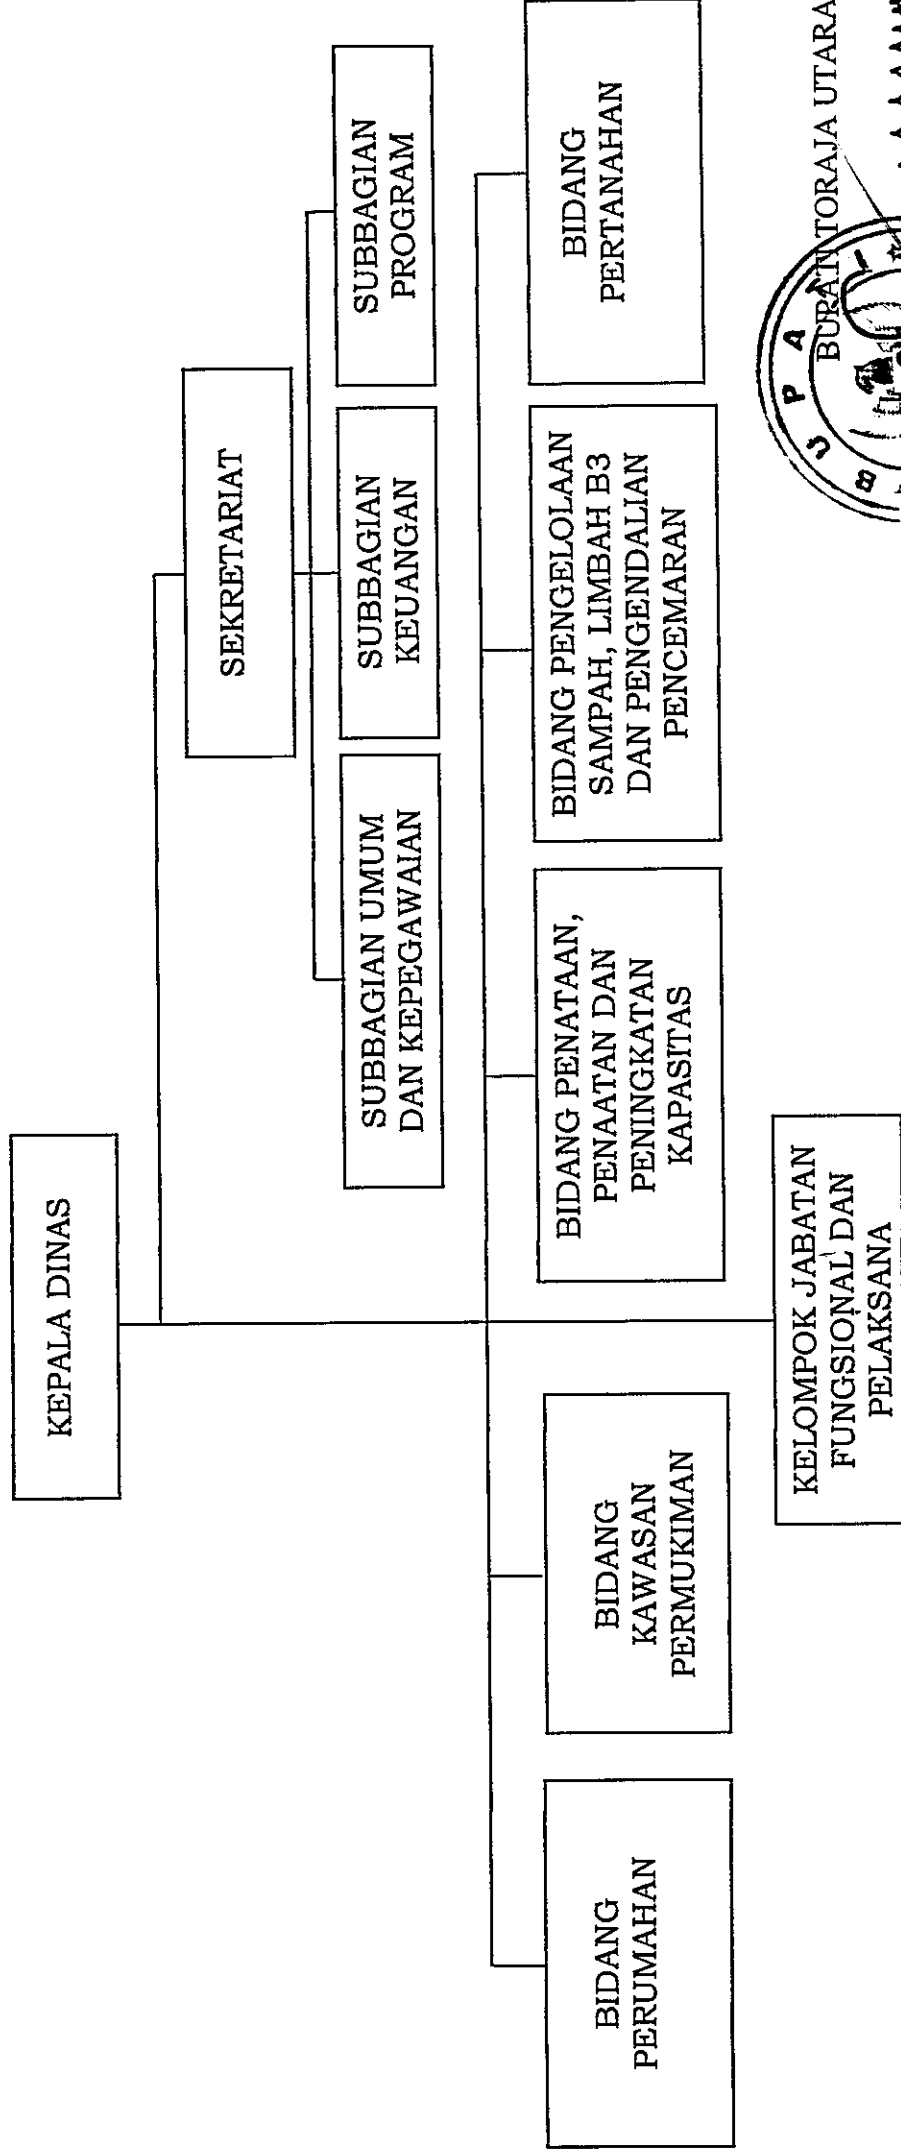 KEPALA DINAS
SEKRETARIAT
SUBBAGIAN UMUM
DAN KEPEGAWAIAN
SUBBAGIAN
KEUANGAN
SUBBAGIAN
PROGRAM
BIDANG
PERUMAHAN
BIDANG
KAWASAN
PERMUKIMAN
BIDANG PENATAAN,
PENAATAN DAN
PENINGKATAN
KAPASITAS
BIDANG PENGELOLAAN
SAMPAH, LIMBAH B3
DAN PENGENDALIAN
PENCEMARAN
BIDANG
PERTANAHAN
KELOMPOK JABATAN
FUNGSIONAL DAN
PELAKSANA
BUPATI TORAJA UTARA
BUPATI